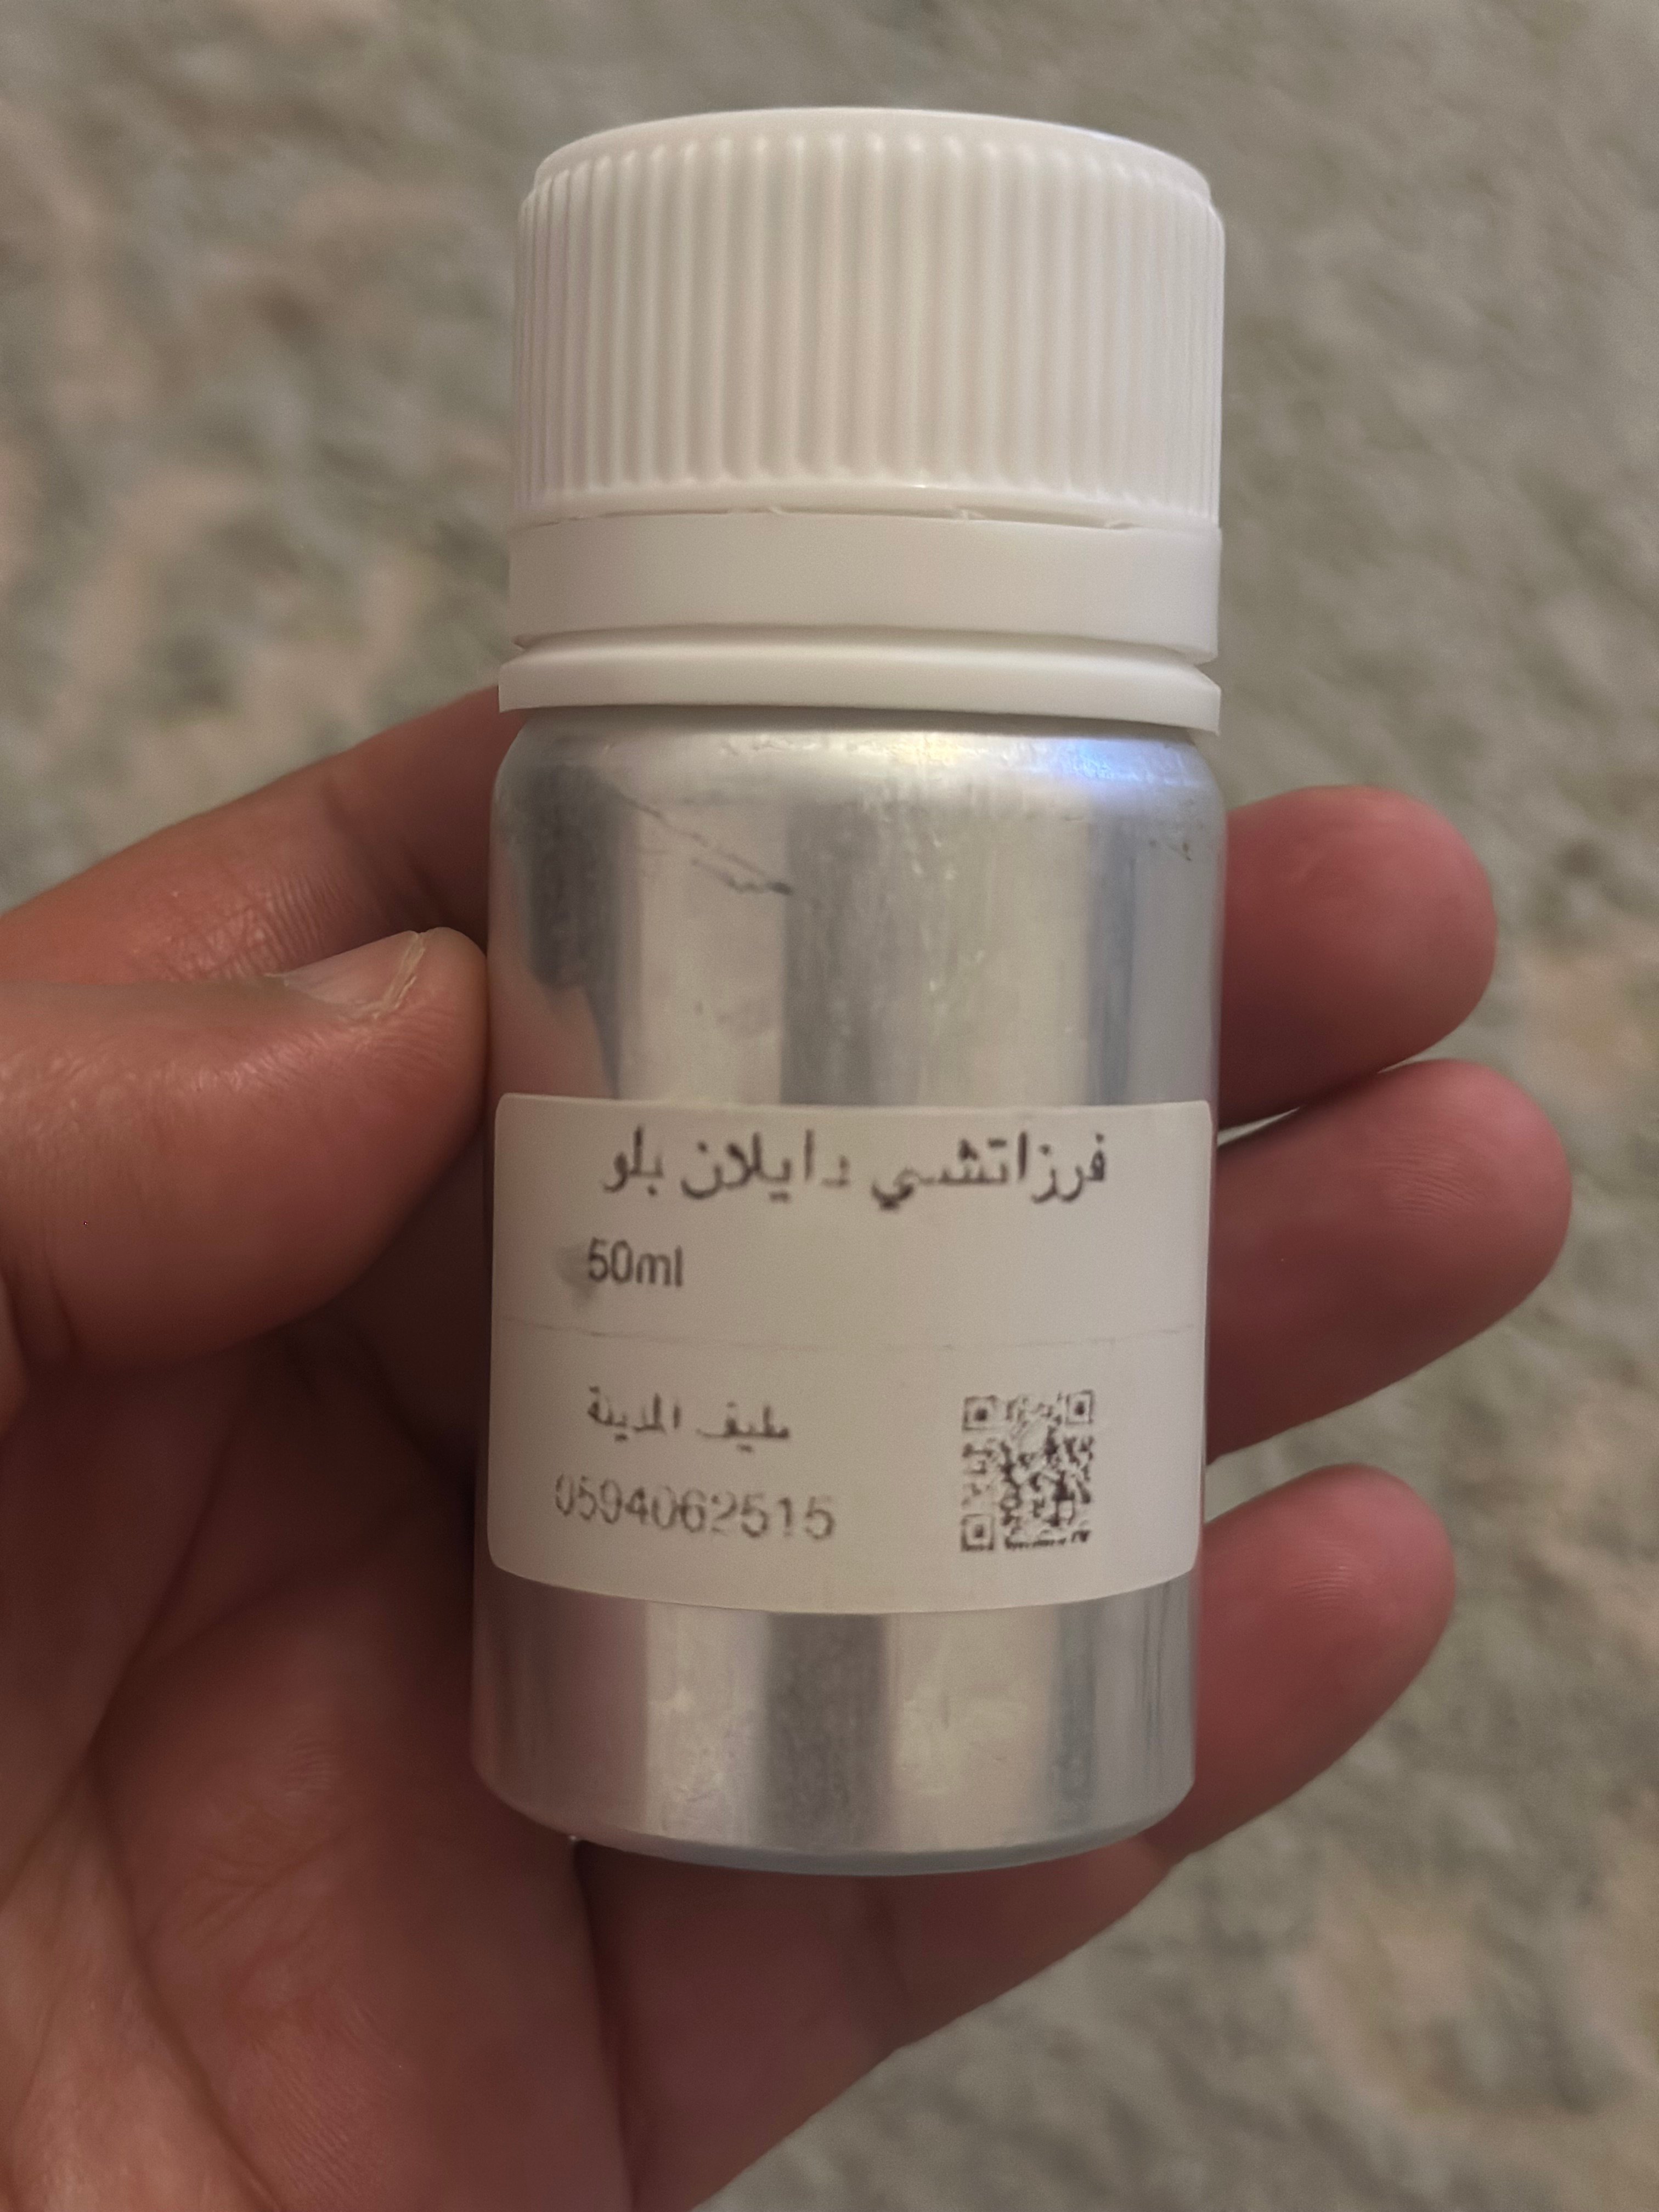 فرزاتشي دايلان بلو
50ml
طيف المدينة
0594062515